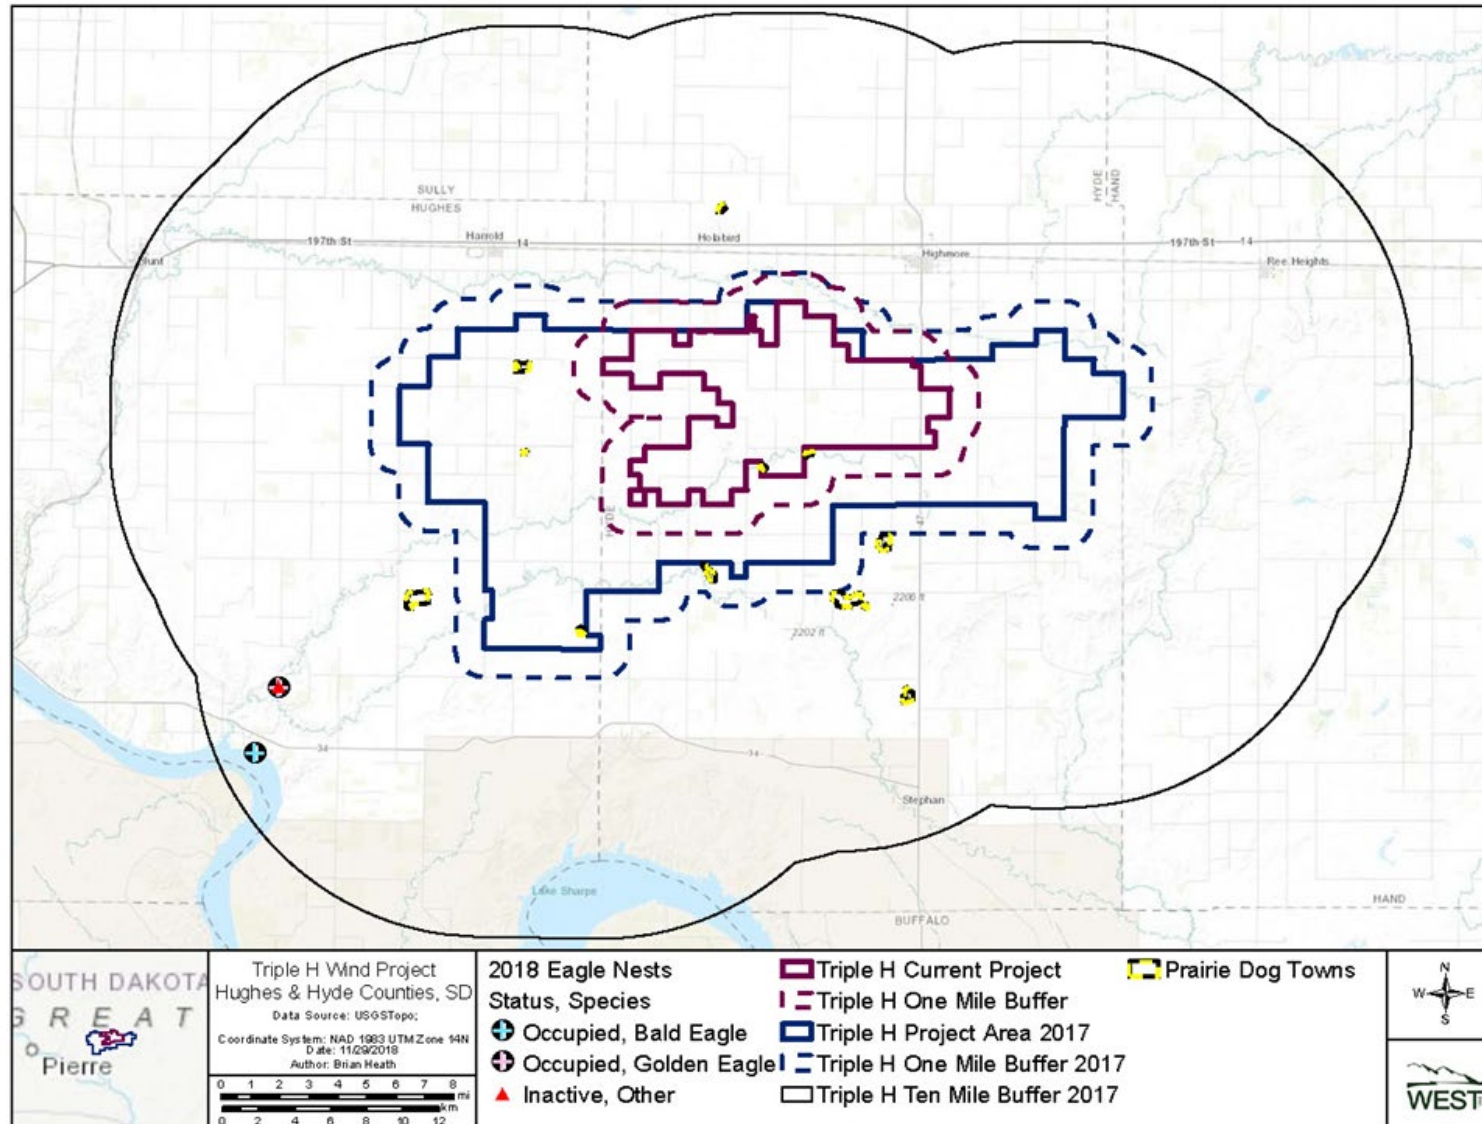 SULLY
HUGHES
HYDE
HAND
197th St
Harrold
14
Holabird
Highmore
197th St
14
Ree Heights
HYDE
47
2206 ft
2202 ft
34
34
Stephan
Lake Sharpe
BUFFALO
HAND
SOUTH DAKOTA
G R E A T
Pierre
Triple H Wind Project
Hughes & Hyde Counties, SD
Data Source: USGSTopo;
Coordinate System: NAD 1983 UTM Zone 14N
Date: 11/29/2018
Author: Brian Heath
0 1 2 3 4 5 6 7 8
mi
km
0 2 4 6 8 10 12
2018 Eagle Nests
Status, Species
Occupied, Bald Eagle
Occupied, Golden Eagle
Inactive, Other
Triple H Current Project
Triple H One Mile Buffer
Triple H Project Area 2017
Triple H One Mile Buffer 2017
Triple H Ten Mile Buffer 2017
Prairie Dog Towns
N
W E
S
WEST